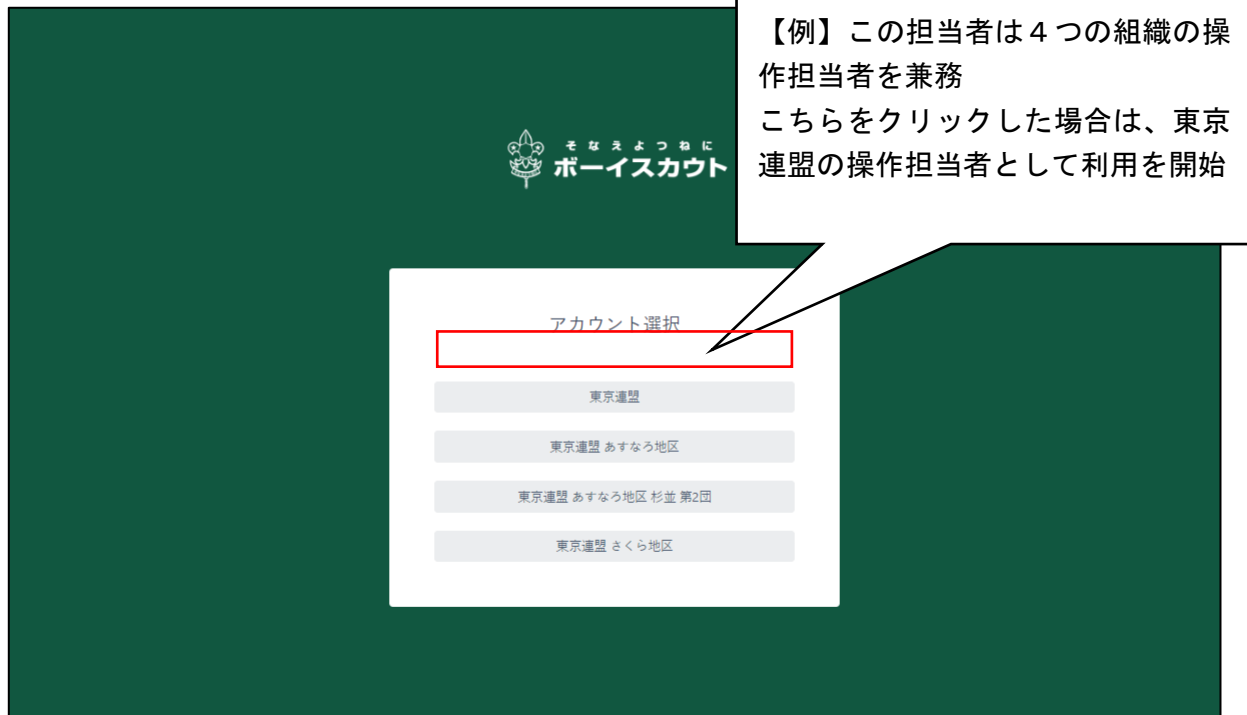 【例】この担当者は４つの組織の操
作担当者を兼務
こちらをクリックした場合は、東京
連盟の操作担当者として利用を開始
そなえよつねに
ボーイスカウト
アカウント選択
東京連盟
東京連盟 あすなろ地区
東京連盟 あすなろ地区 杉並 第2団
東京連盟 さくら地区